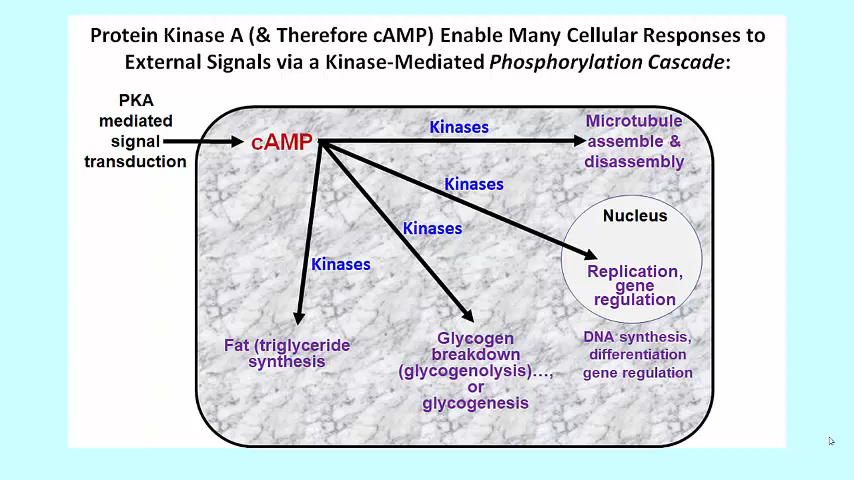 Protein Kinase A (& Therefore cAMP) Enable Many Cellular Responses to
External Signals via a Kinase-Mediated Phosphorylation Cascade:
PKA
mediated
signal
transduction
cAMP
Kinases
Microtubule
assemble &
disassembly
Kinases
Nucleus
Replication,
gene
regulation
Kinases
Kinases
Fat (triglyceride
synthesis
Glycogen
breakdown
(glycogenolysis)…,
or
glycogenesis
DNA synthesis,
differentiation
gene regulation